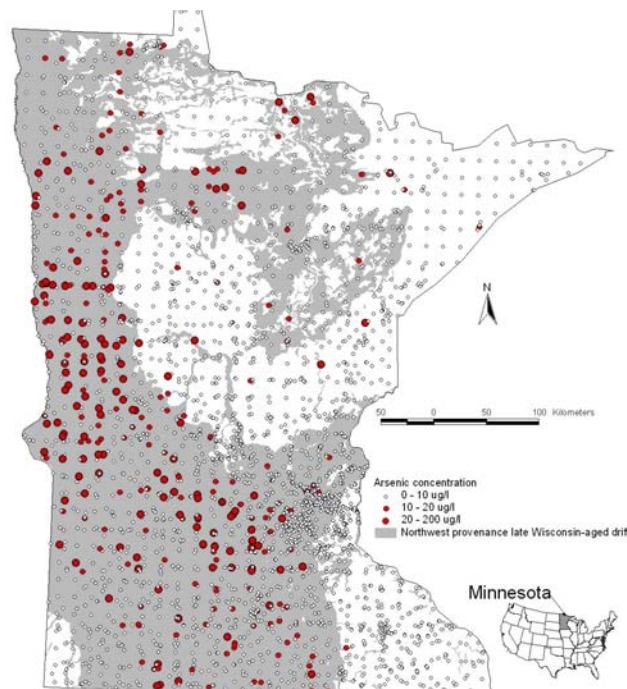 N
50 0 50 100 Kilometers
Arsenic concentration
0 - 10 ug/l
10 - 20 ug/l
20 - 200 ug/l
Northwest provenance late Wisconsin-aged drif
Minnesota